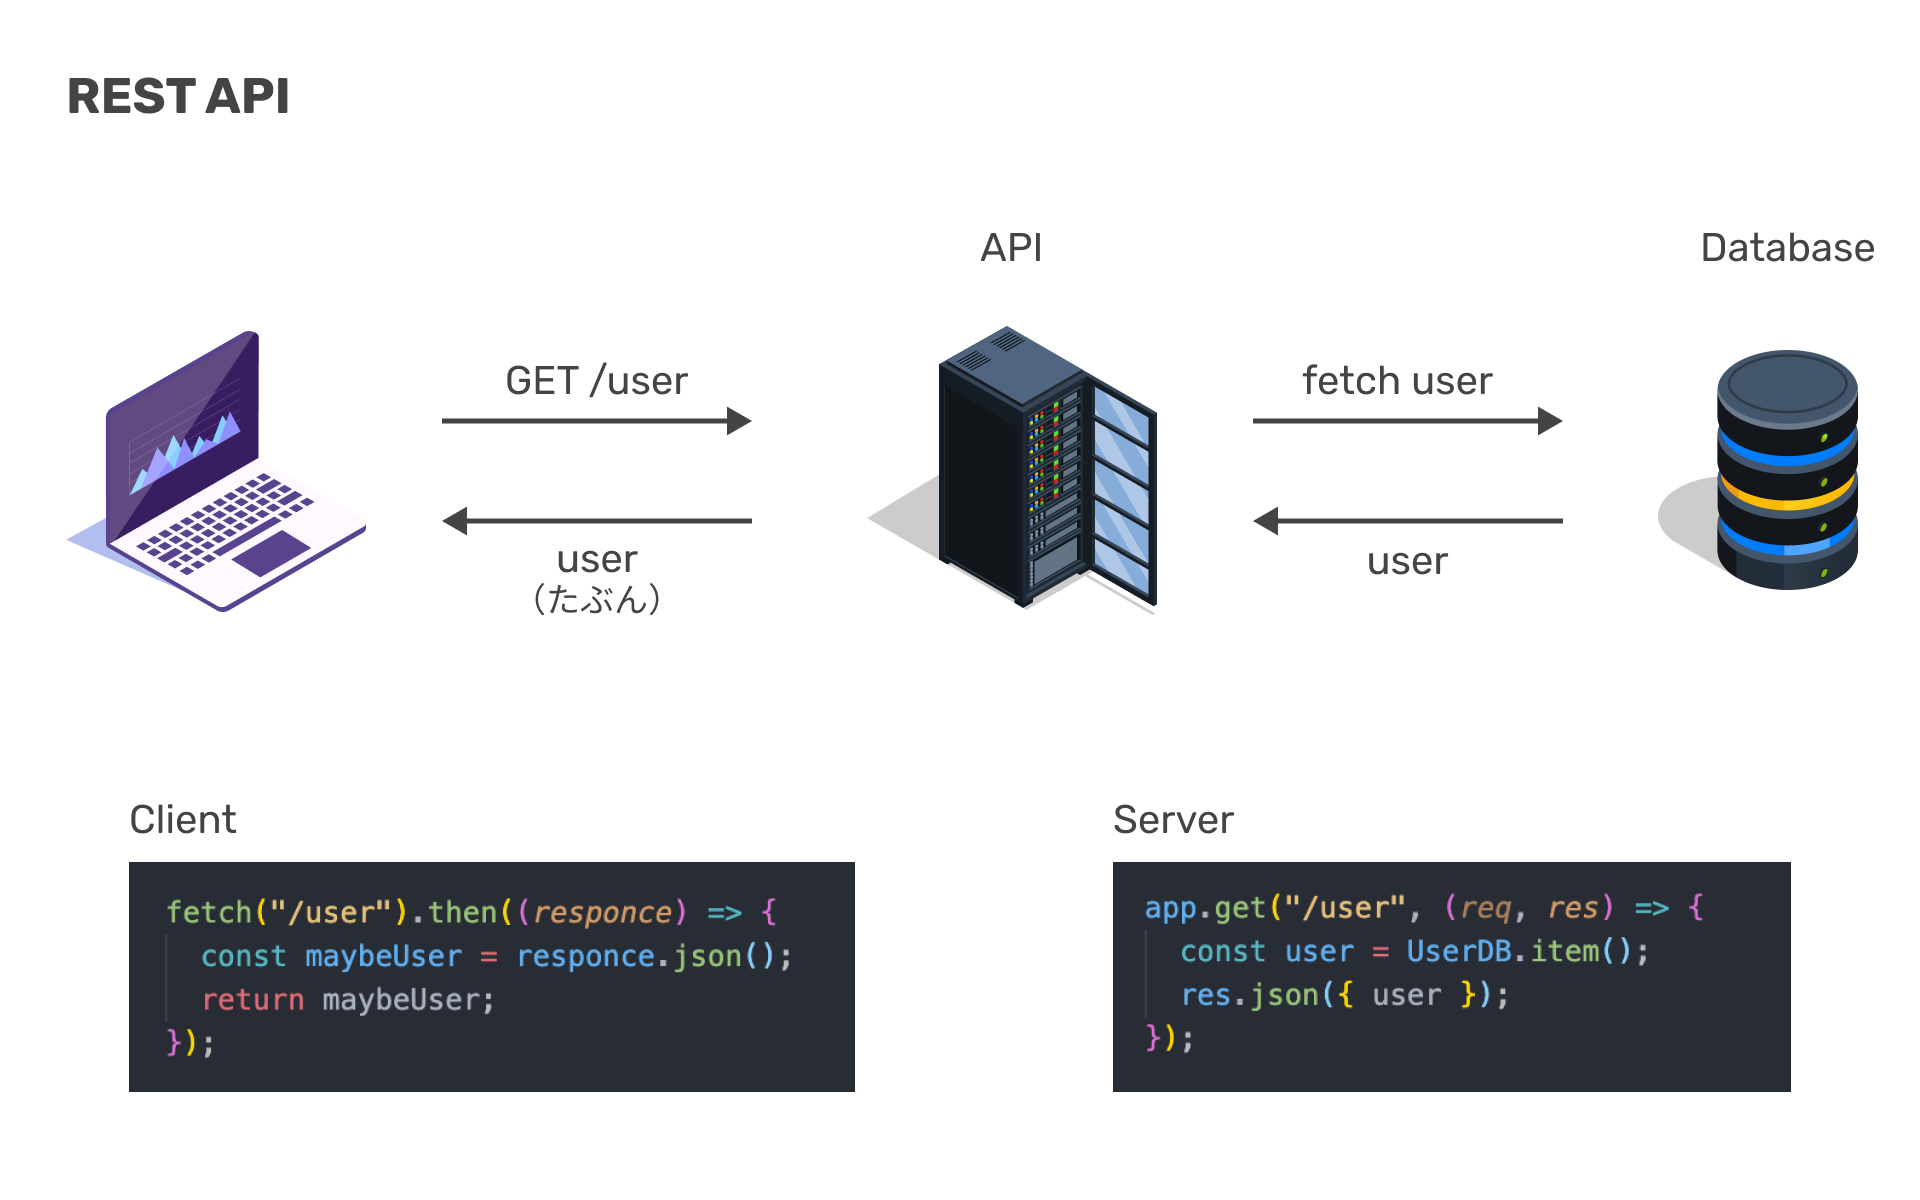 REST API
API
Database
GET /user
fetch user
user
(たぶん)
user
Client
fetch("/user").then((responce) => {
  const maybeUser = responce.json();
  return maybeUser;
});
Server
app.get("/user", (req, res) => {
  const user = UserDB.item();
  res.json({ user });
});